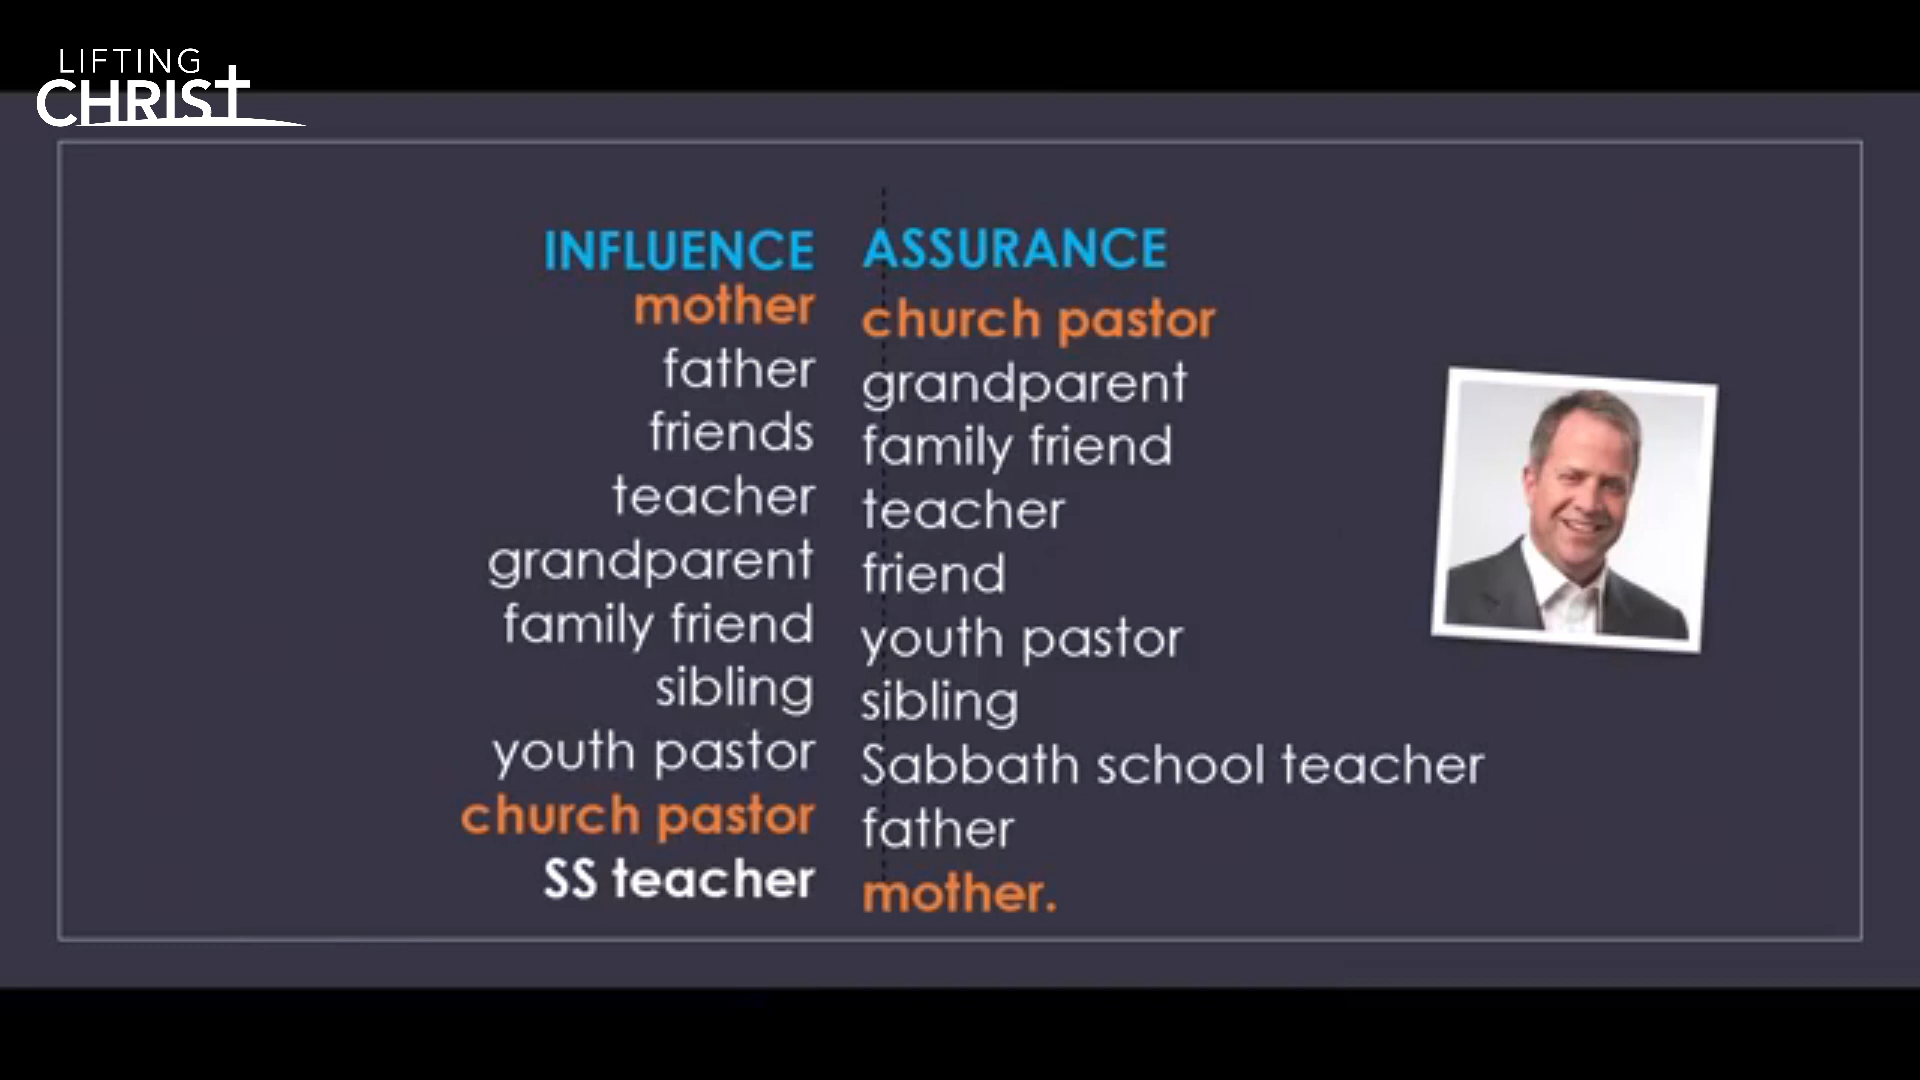 LIFTING
CHRIST
INFLUENCE
mother
father
friends
teacher
grandparent
family friend
sibling
youth pastor
church pastor
SS teacher
ASSURANCE
church pastor
grandparent
family friend
teacher
friend
youth pastor
sibling
Sabbath school teacher
father
mother.